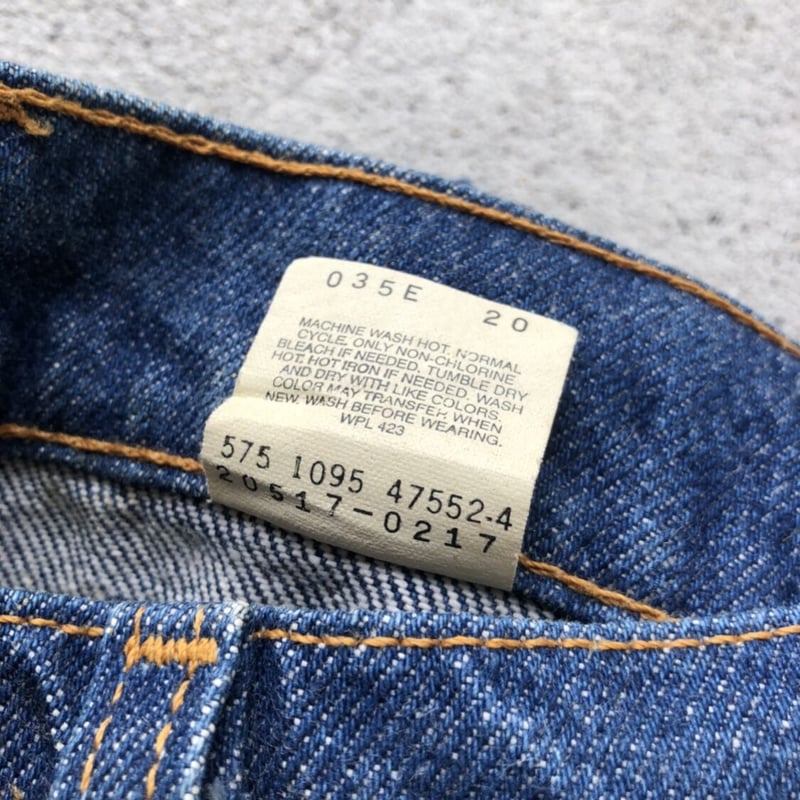 035E 20
MACHINE WASH HOT, NORMAL
CYCLE. ONLY NON-CHLORINE
BLEACH IF NEEDED. TUMBLE DRY
HOT. HOT IRON IF NEEDED. WASH
AND DRY WITH LIKE COLORS.
COLOR MAY TRANSFER WHEN
NEW. WASH BEFORE WEARING.
WPL 423
575 1095 47552-4
20517-0217